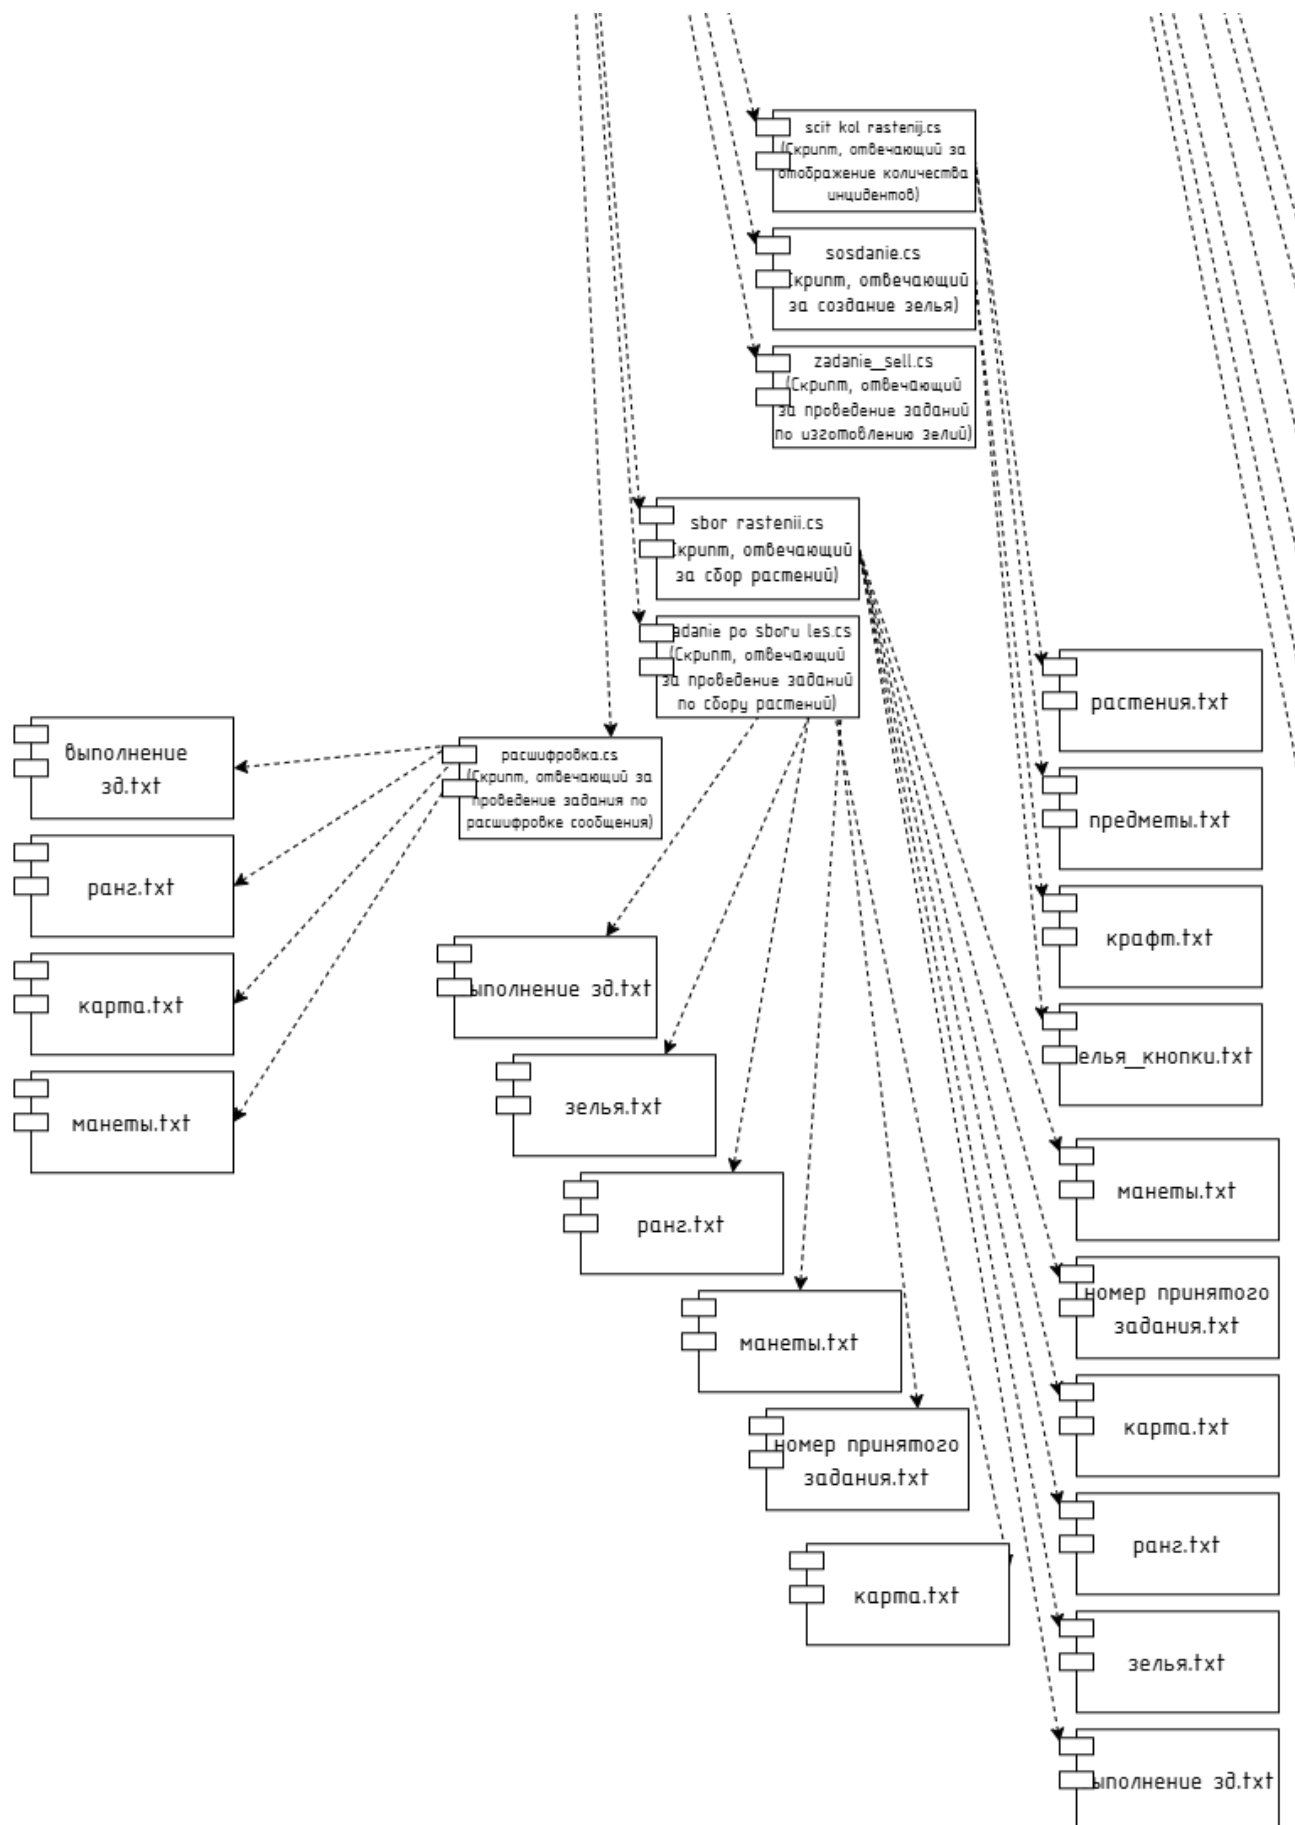 scit kol rastenij.cs
(Скрипт, отвечающий за
отображение количества
инцидентов)
sosdanie.cs
крипт, отвечающий
за создание зелья)
zadanie_sell.cs
(Скрипт, отвечающий
за проведение заданий
по изготовлению зелий)
sbor rastenii.cs
крипт, отвечающий
за сбор растений)
adanie po sboru les.cs
(Скрипт, отвечающий
за проведение заданий
по сбору растений)
расшифровка.cs
(Скрипт, отвечающий за
проведение задания по
расшифровке сообщения)
выполнение
зд.txt
ранг.txt
карта.txt
манеты.txt
ыполнение зд.txt
зелья.txt
ранг.txt
манеты.txt
номер принятого
задания.txt
карта.txt
растения.txt
предметы.txt
крафт.txt
елья_кнопки.txt
манеты.txt
номер принятого
задания.txt
карта.txt
ранг.txt
зелья.txt
ыполнение зд.txt